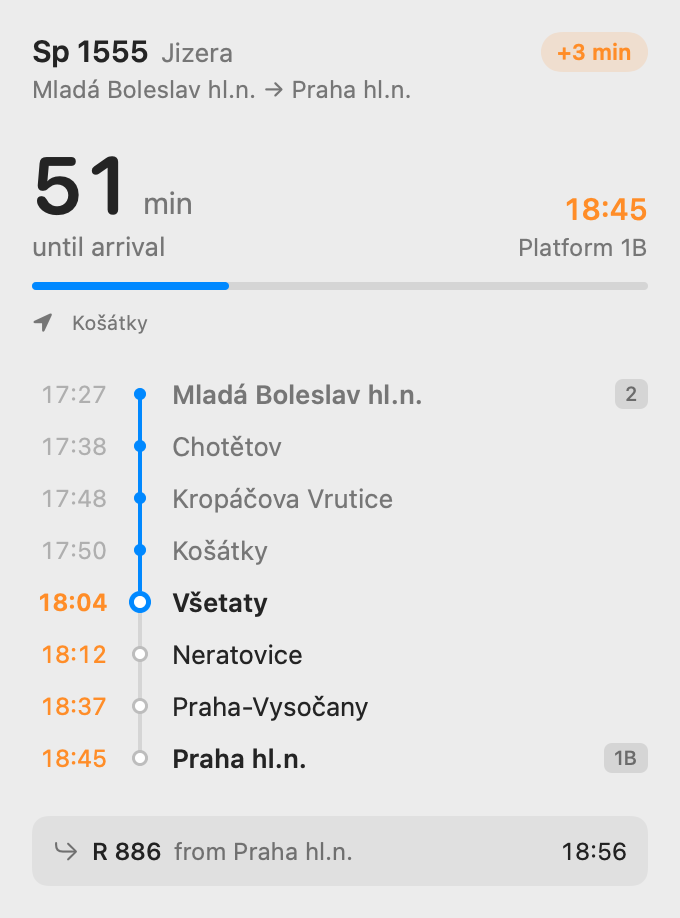 Sp 1555 Jizera +3 min
Mladá Boleslav hl.n. → Praha hl.n.
51 min
18:45
until arrival Platform 1B
Košátky
17:27 Mladá Boleslav hl.n. 2
17:38 Chotětov
17:48 Kropáčova Vrutice
17:50 Košátky
18:04 Všetaty
18:12 Neratovice
18:37 Praha-Vysočany
18:45 Praha hl.n. 1B
R 886 from Praha hl.n. 18:56